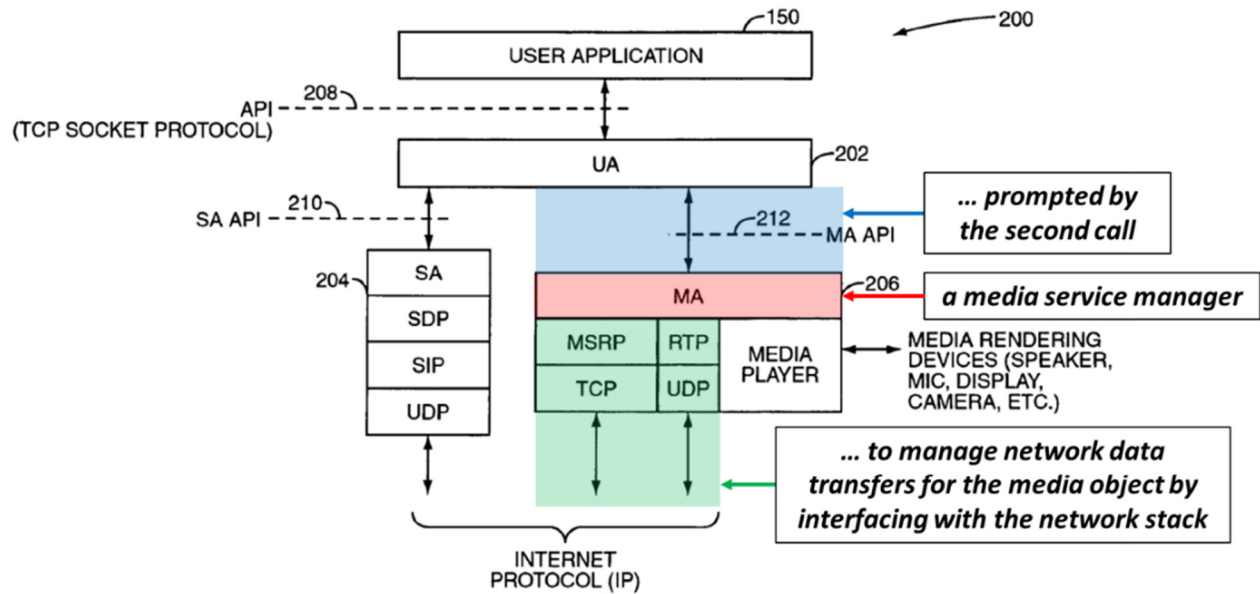 150
200
USER APPLICATION
208
API
(TCP SOCKET PROTOCOL)
UA
202
210
SA API
212
MA API
… prompted by
the second call
204
SA
SDP
SIP
UDP
MA
206
a media service manager
MSRP
RTP
TCP
UDP
MEDIA
PLAYER
MEDIA RENDERING
DEVICES (SPEAKER,
MIC, DISPLAY,
CAMERA, ETC.)
… to manage network data
transfers for the media object by
interfacing with the network stack
INTERNET
PROTOCOL (IP)